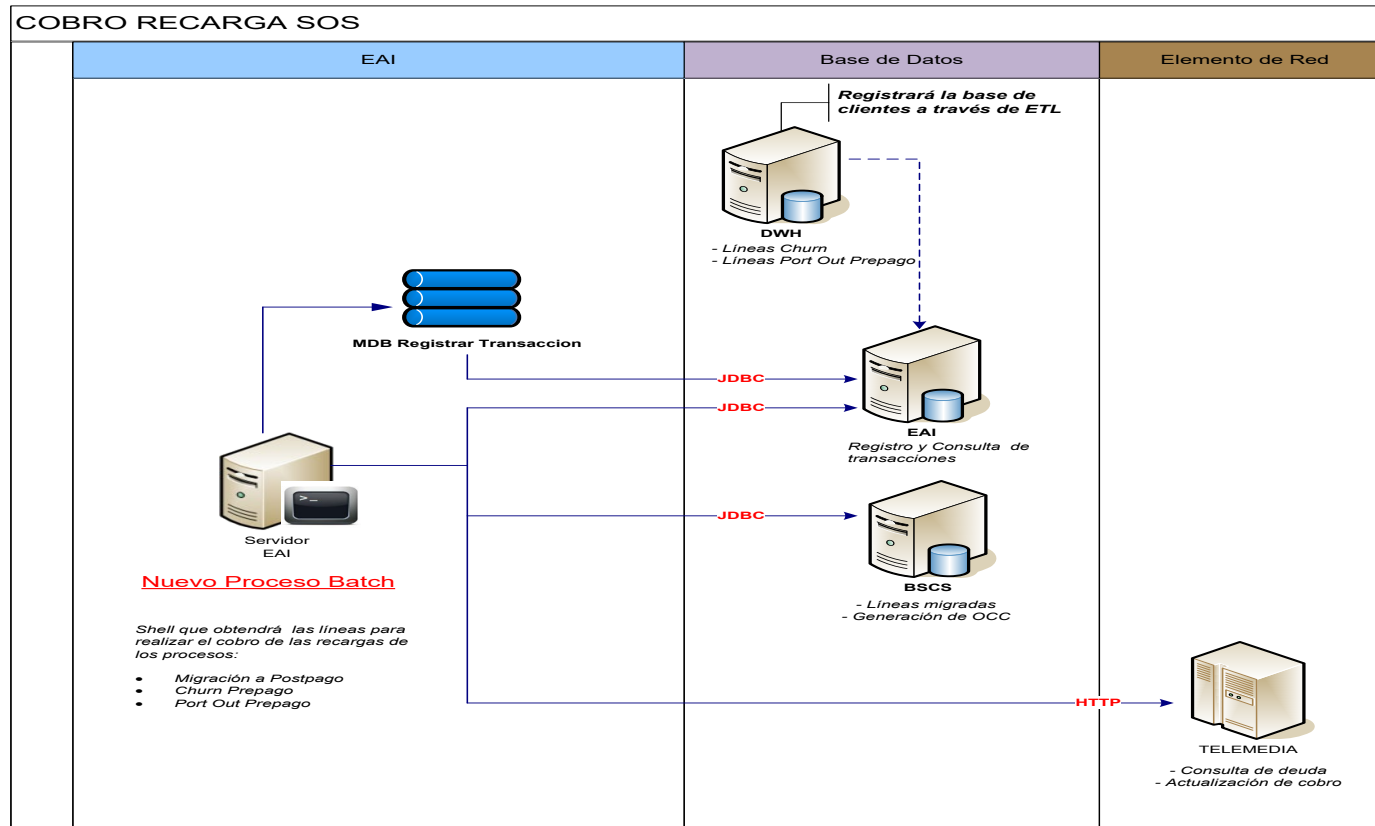 COBRO RECARGA SOS
EAI
Base de Datos
Elemento de Red
Registrará la base de
clientes a través de ETL
DWH
- Líneas Churn
- Líneas Port Out Prepago
MDB Registrar Transaccion
JDBC
JDBC
EAI
Registro y Consulta de
transacciones
>_
Servidor
EAI
JDBC
Nuevo Proceso Batch
BSCS
- Líneas migradas
- Generación de OCC
Shell que obtendrá las líneas para
realizar el cobro de las recargas de
los procesos:
• Migración a Postpago
• Churn Prepago
• Port Out Prepago
HTTP
TELEMEDIA
- Consulta de deuda
- Actualización de cobro